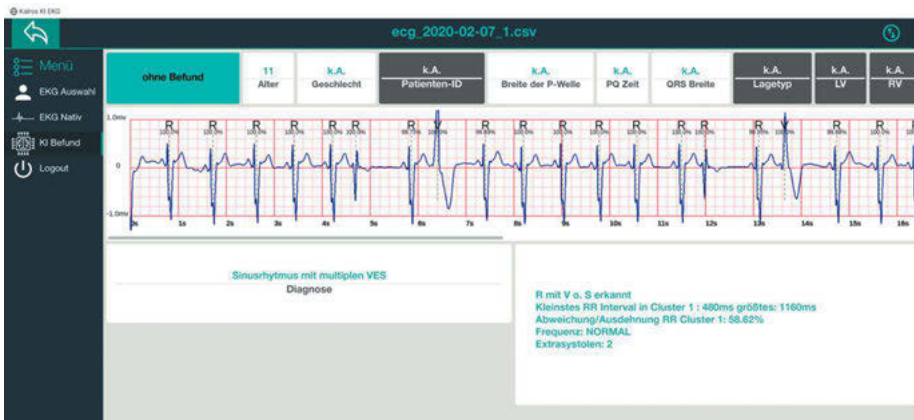 Kairos KI EKG
ecg_2020-02-07_1.csv
Menü
EKG Auswahl
EKG Nativ
KI Befund
Logout
ohne Befund
11
Alter
k.A.
Geschlecht
k.A.
Patienten-ID
k.A.
Breite der P-Welle
k.A.
PQ Zeit
k.A.
QRS Breite
k.A.
Lagetyp
k.A.
LV
k.A.
RV
1.0mv
0
-1.0mv
R R R R R R V R R R R R R R V R R
0s 1s 2s 3s 4s 5s 6s 7s 8s 9s 10s 11s 12s 13s 14s 15s 16s
Sinusrhytmus mit multiplen VES
Diagnose
R mit V o. S erkannt
Kleinstes RR Interval in Cluster 1 : 480ms größtes: 1160ms
Abweichung/Ausdehnung RR Cluster 1: 58.62%
Frequenz: NORMAL
Extrasystolen: 2